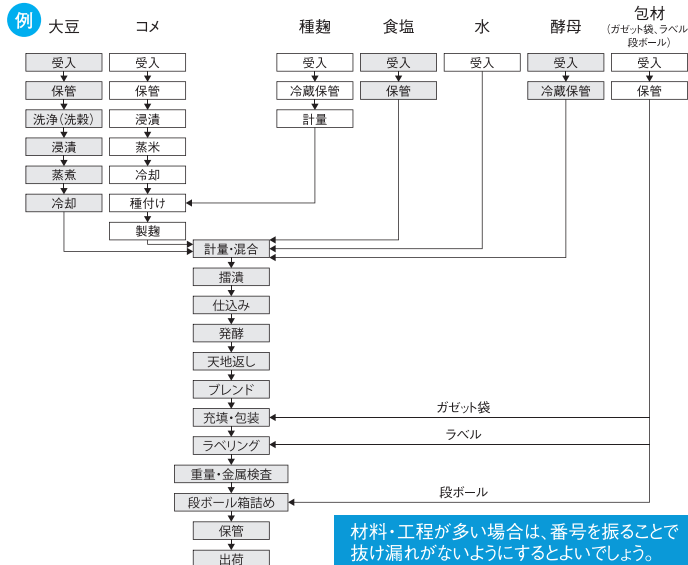 例
大豆
コメ
種麹
食塩
水
酵母
包材
(ガゼット袋、ラベル
段ボール)
受入
受入
受入
受入
受入
受入
受入
保管
保管
冷蔵保管
保管
冷蔵保管
保管
洗浄(洗穀)
浸漬
計量
浸漬
蒸米
蒸煮
冷却
冷却
種付け
製麹
計量・混合
擂潰
仕込み
発酵
天地返し
ブレンド
ガゼット袋
充填・包装
ラベル
ラベリング
重量・金属検査
段ボール
段ボール箱詰め
保管
出荷
材料・工程が多い場合は、番号を振ることで
抜け漏れがないようにするとよいでしょう。